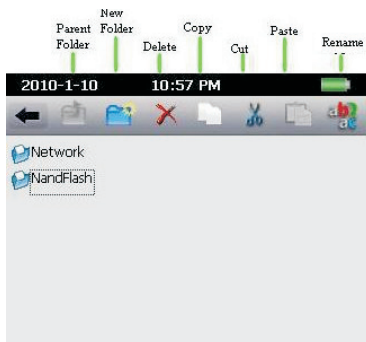 Parent Folder
New Folder
Delete
Copy
Cut
Paste
Rename
2010-1-10 10:57 PM
Network
NandFlash